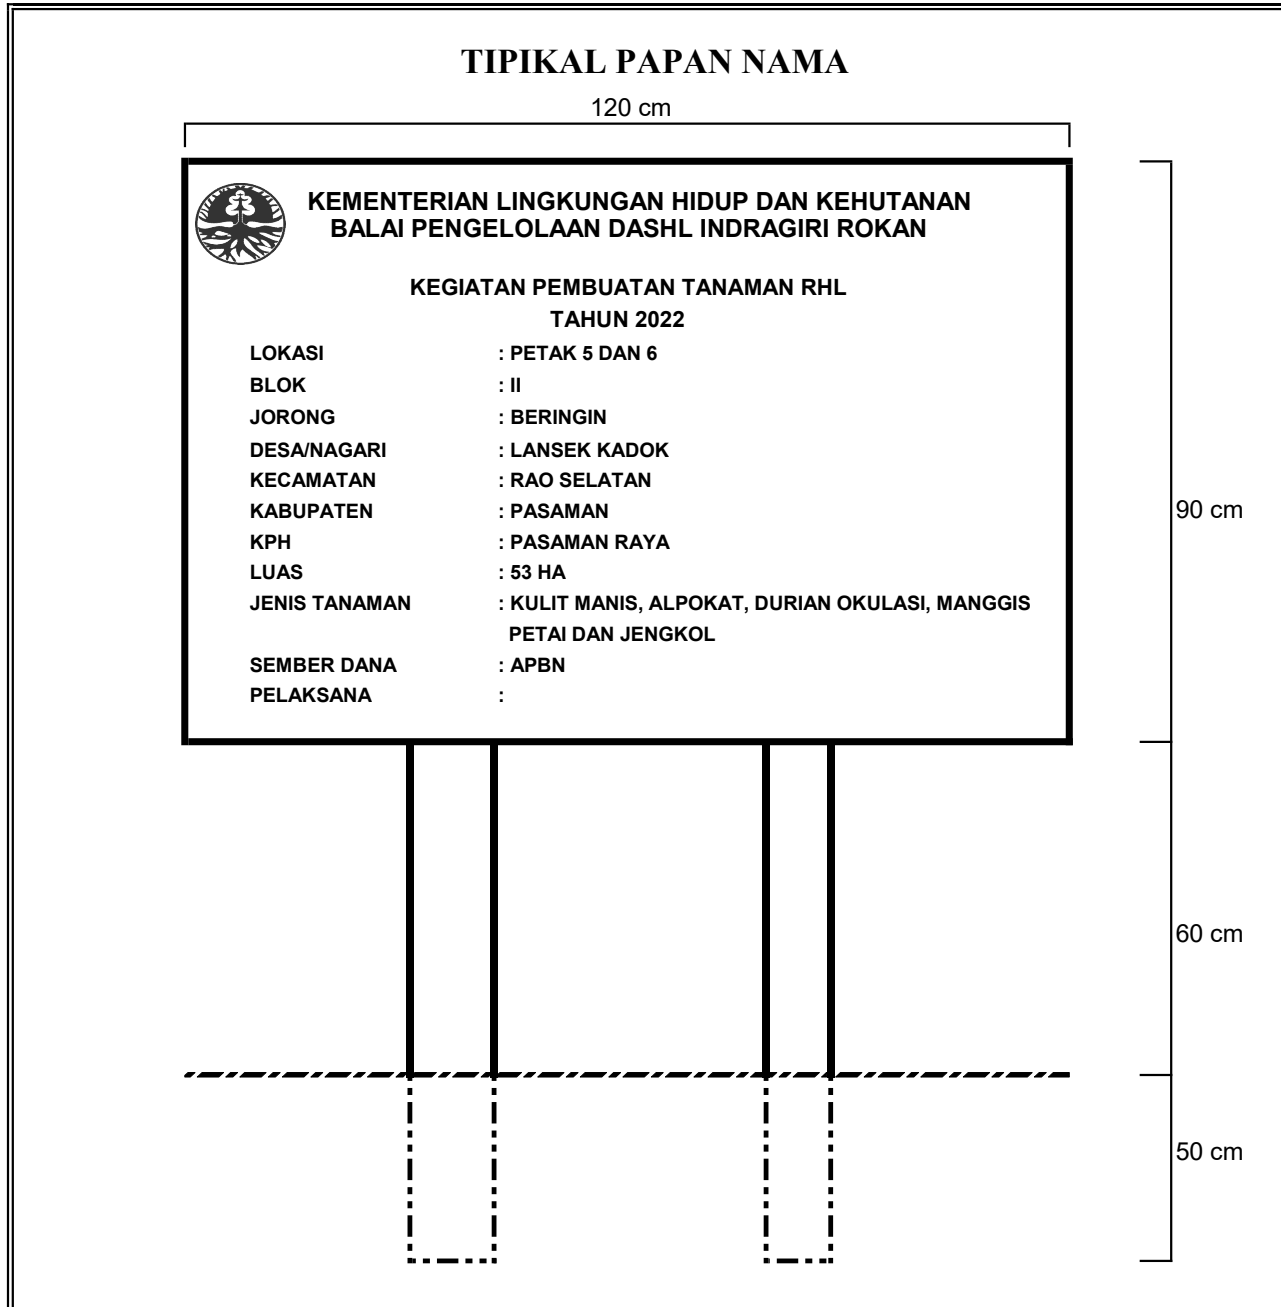 TIPIKAL PAPAN NAMA
120 cm
KEMENTERIAN LINGKUNGAN HIDUP DAN KEHUTANAN
BALAI PENGELOLAAN DASHL INDRAGIRI ROKAN
KEGIATAN PEMBUATAN TANAMAN RHL
TAHUN 2022
LOKASI : PETAK 5 DAN 6
BLOK : II
JORONG : BERINGIN
DESA/NAGARI : LANSEK KADOK
KECAMATAN : RAO SELATAN
KABUPATEN : PASAMAN
KPH : PASAMAN RAYA
LUAS : 53 HA
JENIS TANAMAN : KULIT MANIS, ALPOKAT, DURIAN OKULASI, MANGGIS
PETAI DAN JENGKOL
SEMBER DANA : APBN
PELAKSANA :
90 cm
60 cm
50 cm